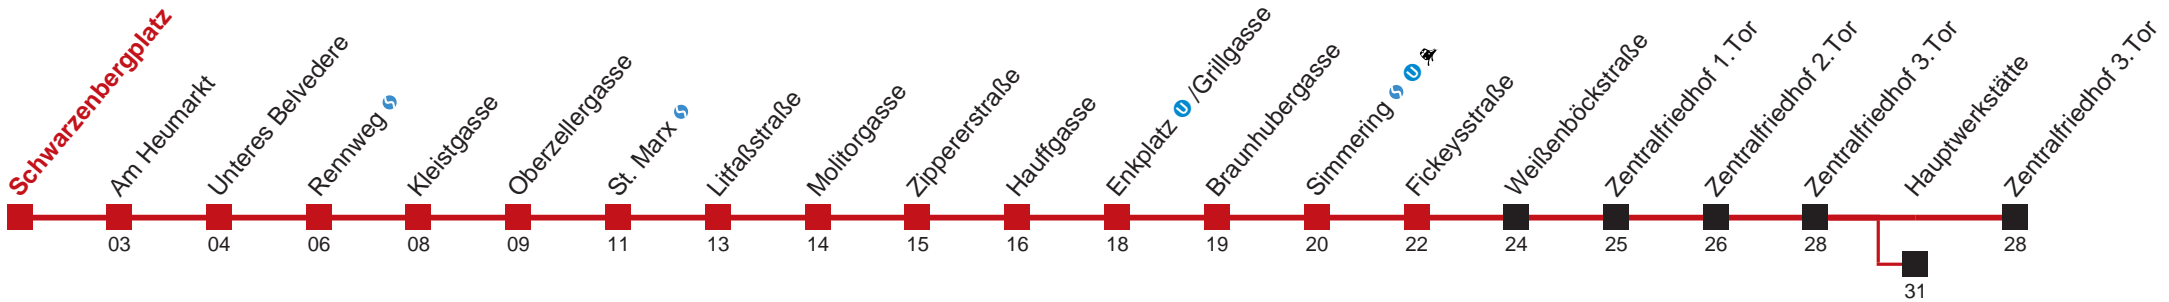 Schwarzenbergplatz
Am Heumarkt
Unteres Belvedere
Rennweg S
Kleistgasse
Oberzellergasse
St. Marx S
Litfaßstraße
Molitorgasse
Zippererstraße
Hauffgasse
Enkplatz U /Grillgasse
Braunhubergasse
Simmering S U
Fickeysstraße
Weißenböckstraße
Zentralfriedhof 1. Tor
Zentralfriedhof 2. Tor
Zentralfriedhof 3. Tor
Hauptwerkstätte
Zentralfriedhof 3. Tor
03 04 06 08 09 11 13 14 15 16 18 19 20 22 24 25 26 28 28
31